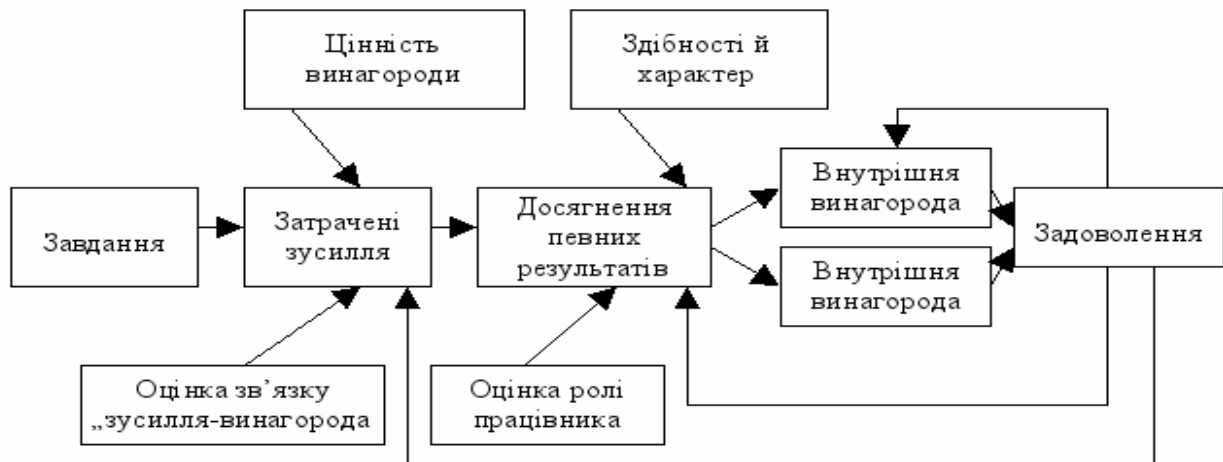 Цінність
винагороди
Здібності й
характер
Завдання
Затрачені
зусилля
Досягнення
певних
результатів
Внутрішня
винагорода
Внутрішня
винагорода
Задоволення
Оцінка зв’язку
„зусилля-винагорода
Оцінка ролі
працівника